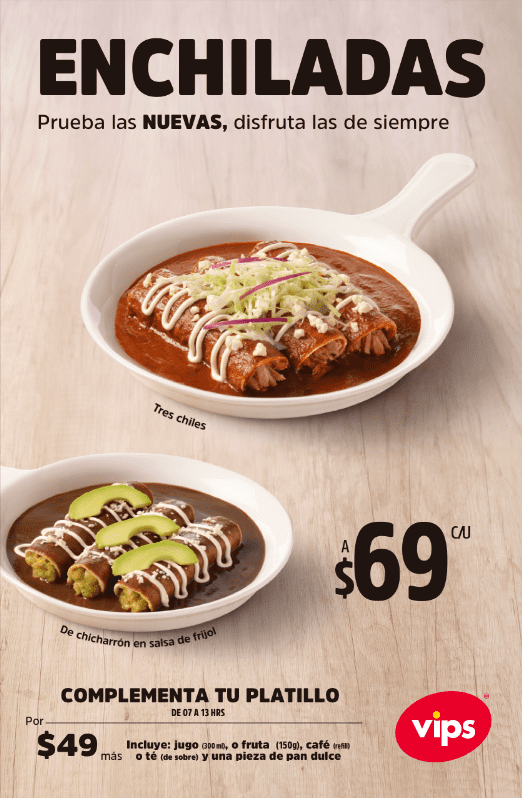 ENCHILADAS
Prueba las NUEVAS, disfruta las de siempre
Tres chiles
A $69 C/U
De chicharrón en salsa de frijol
COMPLEMENTA TU PLATILLO
DE 07 A 13 HRS
Por $49 más
Incluye: jugo (300 ml), o fruta (150g), café (refill)
o té (de sobre) y una pieza de pan dulce
vips®